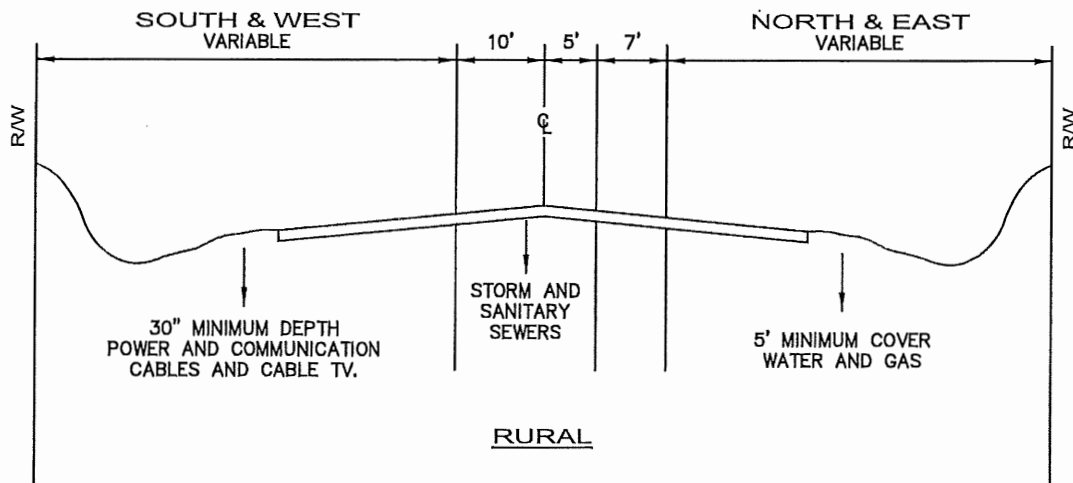 SOUTH & WEST
VARIABLE
10'
5'
7'
NORTH & EAST
VARIABLE
R/W
R/W
℄
30" MINIMUM DEPTH
POWER AND COMMUNICATION
CABLES AND CABLE TV.
STORM AND
SANITARY
SEWERS
5' MINIMUM COVER
WATER AND GAS
RURAL